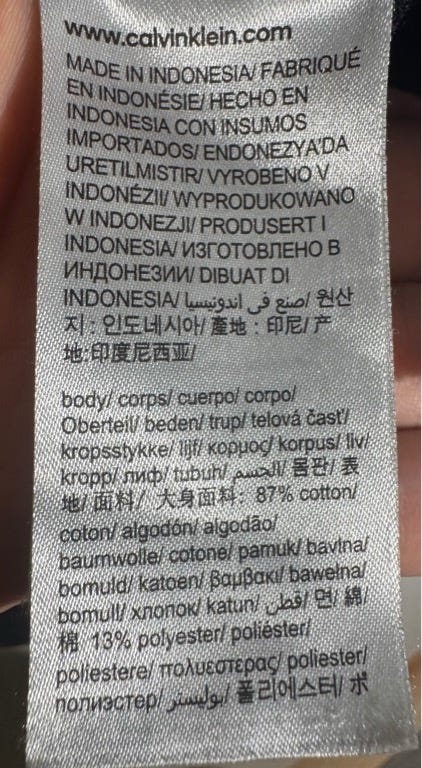 www.calvinklein.com
MADE IN INDONESIA/ FABRIQUÉ
EN INDONÉSIE/ HECHO EN
INDONESIA CON INSUMOS
IMPORTADOS/ ENDONEZYA'DA
URETILMISTIR/ VYROBENO V
INDONÉZII/ WYPRODUKOWANO
W INDONEZJI/ PRODUSERT I
INDONESIA/ ИЗГОТОВЛЕНО В
ИНДОНЕЗИИ/ DIBUAT DI
INDONESIA/ صنع في اندونيسيا/ 원산
지: 인도네시아/ 產地 : 印尼/ 产
地:印度尼西亚/
body/ corps/ cuerpo/ corpo/
Oberteil/ beden/ trup/ telová časť/
kropsstykke/ lijf/ κορμος/ korpus/ liv/
kropp/ лиф/ tubuh/ الجسم/ 몸판/ 表
地/ 面料/ 大身面料: 87% cotton/
coton/ algodón/ algodão/
baumwolle/ cotone/ pamuk/ bavlna/
bomuld/ katoen/ βαμβακι/ bawełna/
bomull/ хлопок/ katun/ قطن/ 면/ 綿/
棉 13% polyester/ poliéster/
poliestere/ πολυεστερας/ poliester/
полиэстер/ بوليستر/ 폴리에스터/ ポ